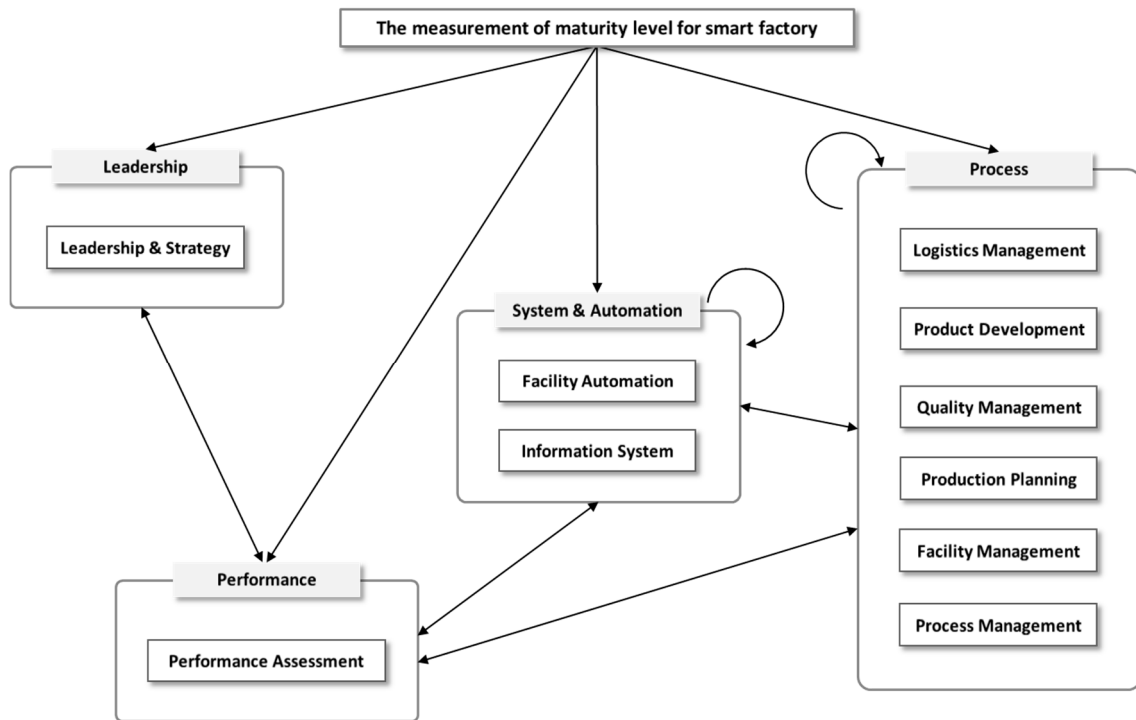 The measurement of maturity level for smart factory
Leadership
Leadership & Strategy
System & Automation
Facility Automation
Information System
Process
Logistics Management
Product Development
Quality Management
Production Planning
Facility Management
Process Management
Performance
Performance Assessment